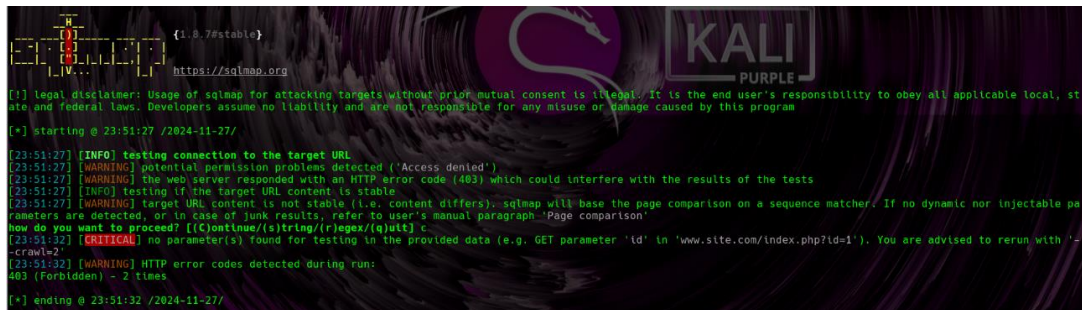 {1.8.7#stable}
KALI
PURPLE
https://sqlmap.org
[!] legal disclaimer: Usage of sqlmap for attacking targets without prior mutual consent is illegal. It is the end user's responsibility to obey all applicable local, st
ate and federal laws. Developers assume no liability and are not responsible for any misuse or damage caused by this program
[*] starting @ 23:51:27 /2024-11-27/
[23:51:27] [INFO] testing connection to the target URL
[23:51:27] [WARNING] potential permission problems detected ('Access denied')
[23:51:27] [WARNING] the web server responded with an HTTP error code (403) which could interfere with the results of the tests
[23:51:27] [INFO] testing if the target URL content is stable
[23:51:27] [WARNING] target URL content is not stable (i.e. content differs). sqlmap will base the page comparison on a sequence matcher. If no dynamic nor injectable pa
rameters are detected, or in case of junk results, refer to user's manual paragraph 'Page comparison'
how do you want to proceed? [(C)ontinue/(s)tring/(r)egex/(q)uit] c
[23:51:32] [CRITICAL] no parameter(s) found for testing in the provided data (e.g. GET parameter 'id' in 'www.site.com/index.php?id=1'). You are advised to rerun with '-
-crawl=2'
[23:51:32] [WARNING] HTTP error codes detected during run:
403 (Forbidden) - 2 times
[*] ending @ 23:51:32 /2024-11-27/